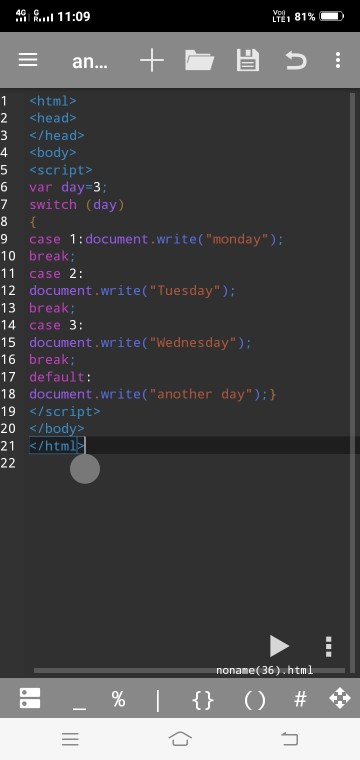 4G G 11:09 Vo) LTE1 81%
an...
1 <html>
2 <head>
3 </head>
4 <body>
5 <script>
6 var day=3;
7 switch (day)
8 {
9 case 1:document.write("monday");
10 break;
11 case 2:
12 document.write("Tuesday");
13 break;
14 case 3:
15 document.write("Wednesday");
16 break;
17 default:
18 document.write("another day");}
19 </script>
20 </body>
21 </html>
22
noname(36).html
_ % | {} () #